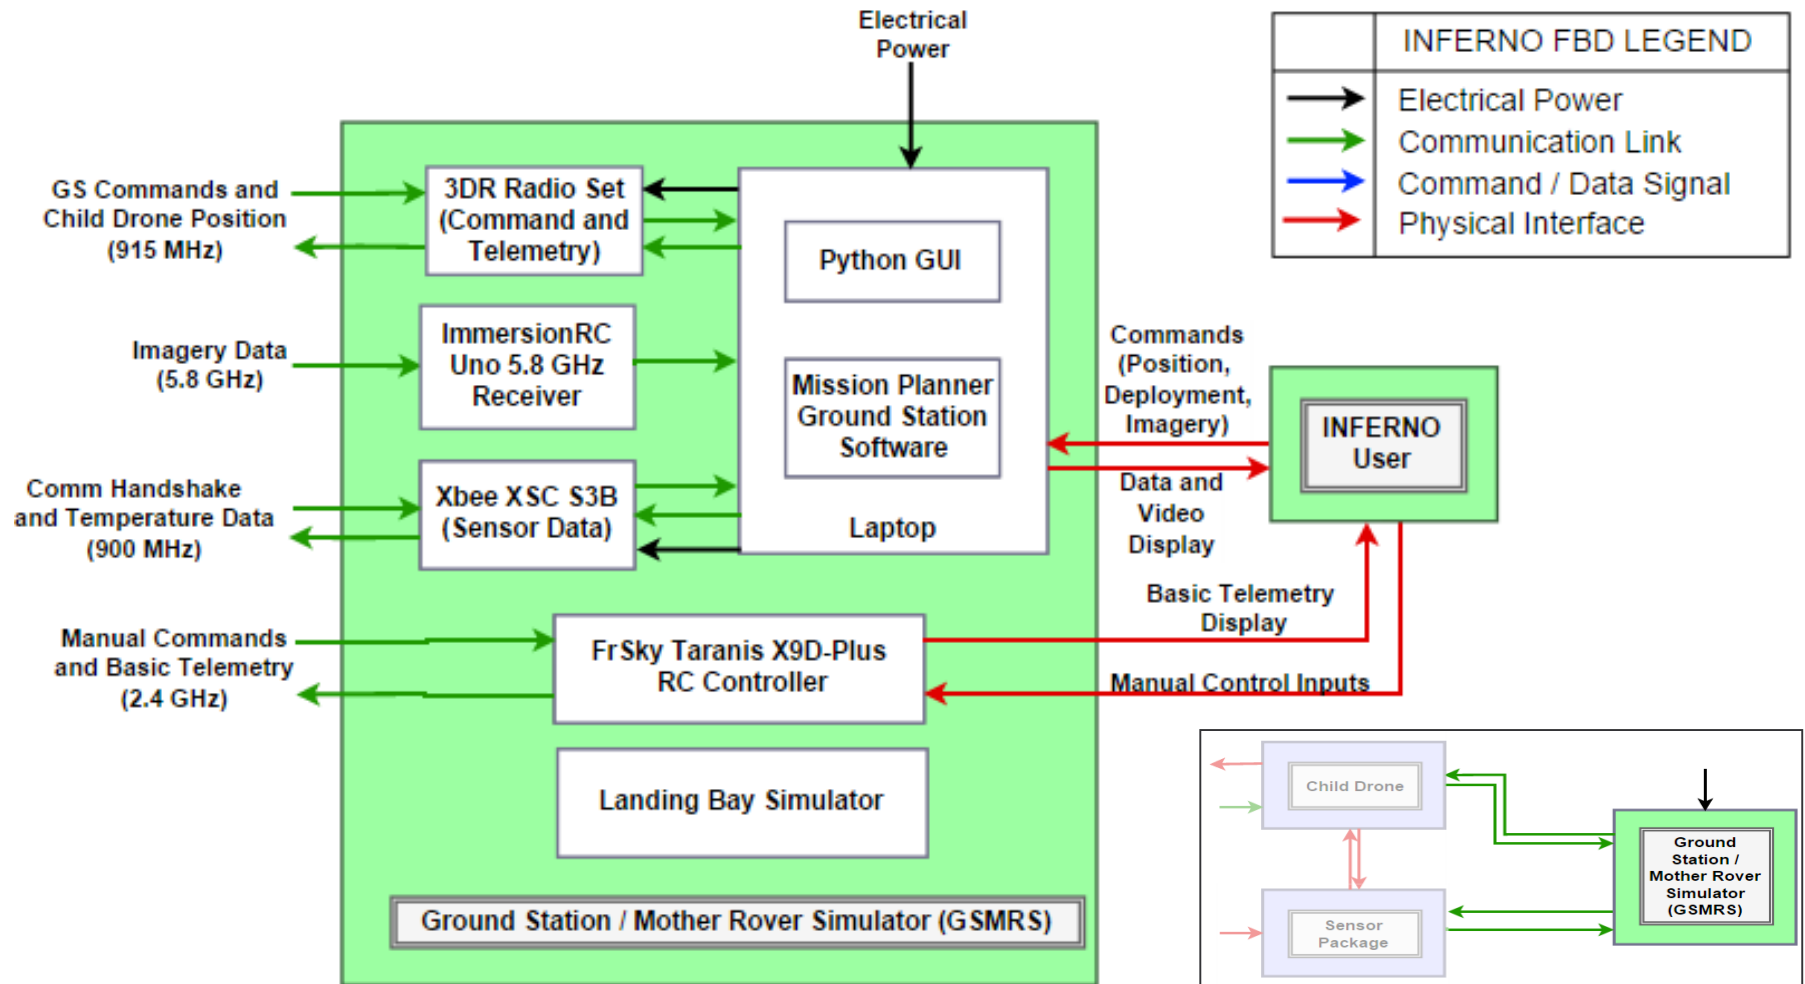 Electrical
Power
INFERNO FBD LEGEND
Electrical Power
Communication Link
Command / Data Signal
Physical Interface
GS Commands and
Child Drone Position
(915 MHz)
3DR Radio Set
(Command and
Telemetry)
Python GUI
Imagery Data
(5.8 GHz)
ImmersionRC
Uno 5.8 GHz
Receiver
Mission Planner
Ground Station
Software
Laptop
Commands
(Position,
Deployment,
Imagery)
INFERNO
User
Data and
Video
Display
Comm Handshake
and Temperature Data
(900 MHz)
Xbee XSC S3B
(Sensor Data)
Basic Telemetry
Display
Manual Commands
and Basic Telemetry
(2.4 GHz)
FrSky Taranis X9D-Plus
RC Controller
Manual Control Inputs
Landing Bay Simulator
Ground Station / Mother Rover Simulator (GSMRS)
Child Drone
Ground
Station /
Mother Rover
Simulator
(GSMRS)
Sensor
Package